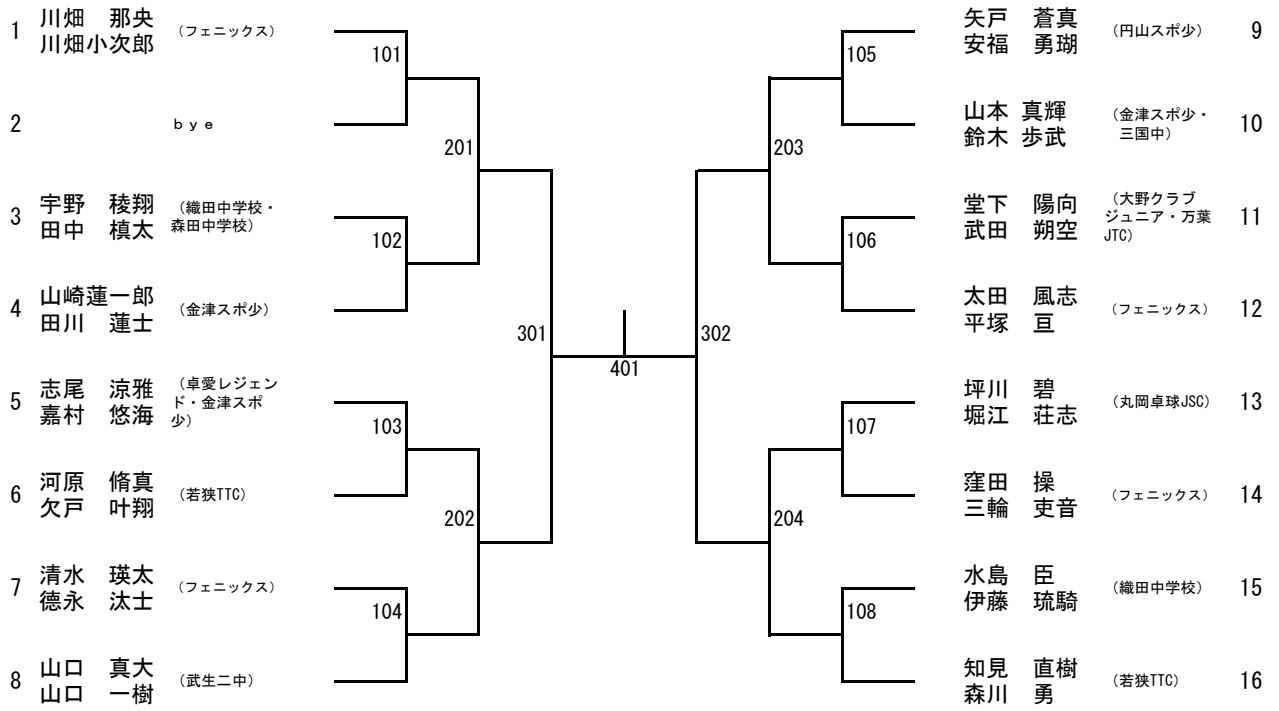 1 川畑　那央
川畑小次郎
（フェニックス）
2 ｂｙｅ
3 宇野　稜翔
田中　槙太
（織田中学校・
森田中学校）
4 山崎蓮一郎
田川　蓮士
（金津スポ少）
5 志尾　涼雅
嘉村　悠海
（卓愛レジェン
ド・金津スポ
少）
6 河原　脩真
欠戸　叶翔
（若狭TTC）
7 清水　瑛太
德永　汰士
（フェニックス）
8 山口　真大
山口　一樹
（武生二中）
101
102
103
104
201
202
301
401
302
203
204
105
106
107
108
矢戸　蒼真
安福　勇瑚
（円山スポ少） 9
山本 真輝
鈴木 歩武
（金津スポ少・
三国中） 10
堂下　陽向
武田　朔空
（大野クラブ
ジュニア・万葉
JTC） 11
太田　風志
平塚　亘
（フェニックス） 12
坪川　碧
堀江　荘志
（丸岡卓球JSC） 13
窪田　操
三輪　吏音
（フェニックス） 14
水島　臣
伊藤　琉騎
（織田中学校） 15
知見　直樹
森川　勇
（若狭TTC） 16